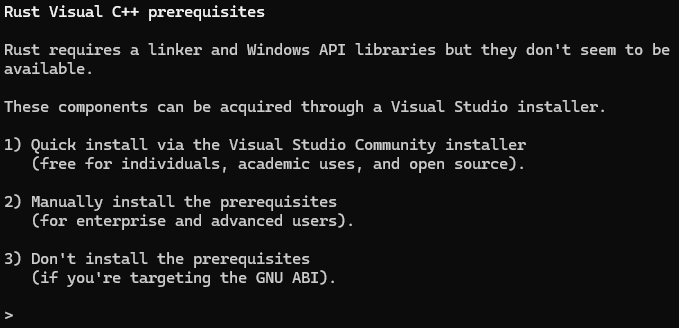 Rust Visual C++ prerequisites
Rust requires a linker and Windows API libraries but they don't seem to be
available.
These components can be acquired through a Visual Studio installer.
1) Quick install via the Visual Studio Community installer
(free for individuals, academic uses, and open source).
2) Manually install the prerequisites
(for enterprise and advanced users).
3) Don't install the prerequisites
(if you're targeting the GNU ABI).
>